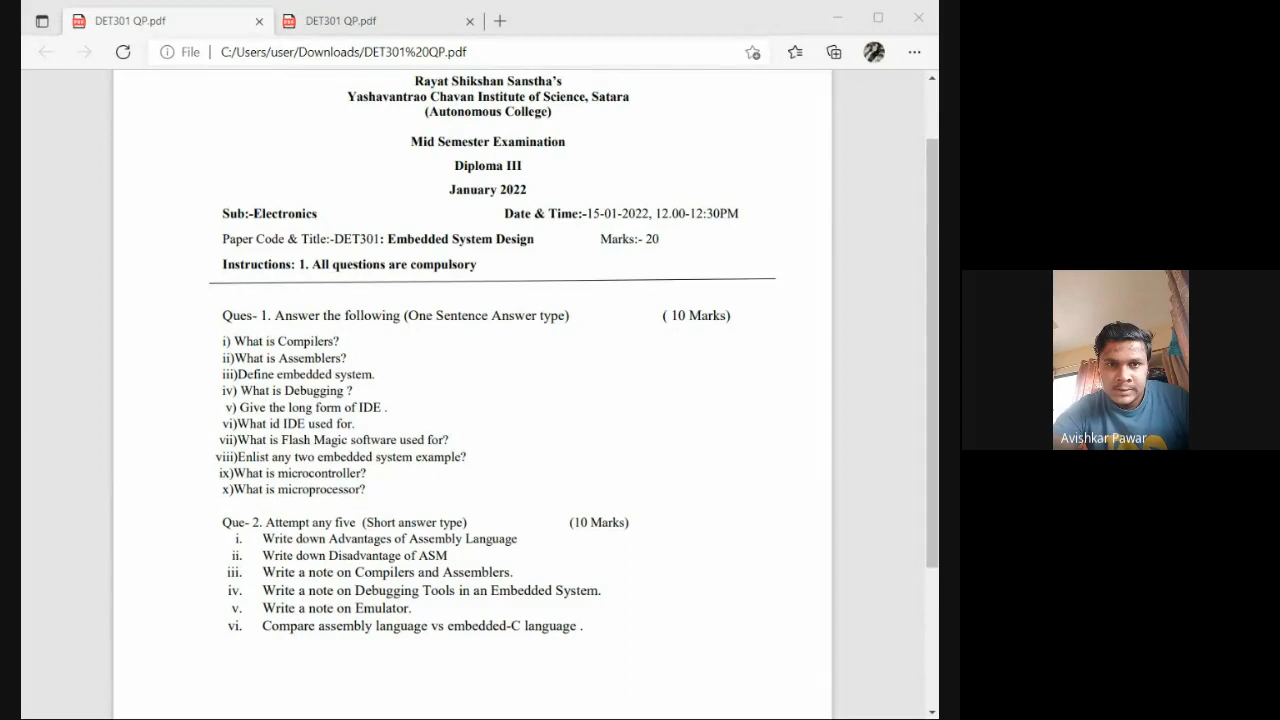 DET301 QP.pdf
DET301 QP.pdf
File | C:/Users/user/Downloads/DET301%20QP.pdf
Rayat Shikshan Sanstha's
Yashavantrao Chavan Institute of Science, Satara
(Autonomous College)
Mid Semester Examination
Diploma III
January 2022
Sub:-Electronics Date & Time:-15-01-2022, 12.00-12:30PM
Paper Code & Title:-DET301: Embedded System Design Marks:- 20
Instructions: 1. All questions are compulsory
Ques- 1. Answer the following (One Sentence Answer type) ( 10 Marks)
i) What is Compilers?
ii)What is Assemblers?
iii)Define embedded system.
iv) What is Debugging ?
v) Give the long form of IDE .
vi)What id IDE used for.
vii)What is Flash Magic software used for?
viii)Enlist any two embedded system example?
ix)What is microcontroller?
x)What is microprocessor?
Que- 2. Attempt any five (Short answer type) (10 Marks)
i. Write down Advantages of Assembly Language
ii. Write down Disadvantage of ASM
iii. Write a note on Compilers and Assemblers.
iv. Write a note on Debugging Tools in an Embedded System.
v. Write a note on Emulator.
vi. Compare assembly language vs embedded-C language .
Avishkar Pawar